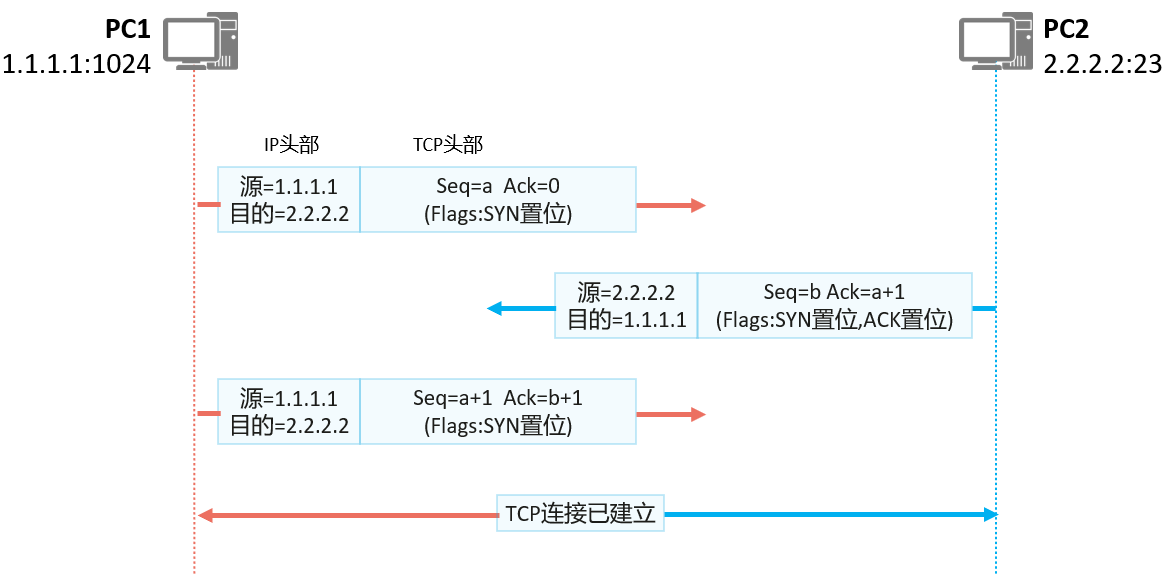 PC1
1.1.1.1:1024
PC2
2.2.2.2:23
IP头部
TCP头部
源=1.1.1.1
目的=2.2.2.2
Seq=a Ack=0
(Flags:SYN置位)
源=2.2.2.2
目的=1.1.1.1
Seq=b Ack=a+1
(Flags:SYN置位,ACK置位)
源=1.1.1.1
目的=2.2.2.2
Seq=a+1 Ack=b+1
(Flags:SYN置位)
TCP连接已建立